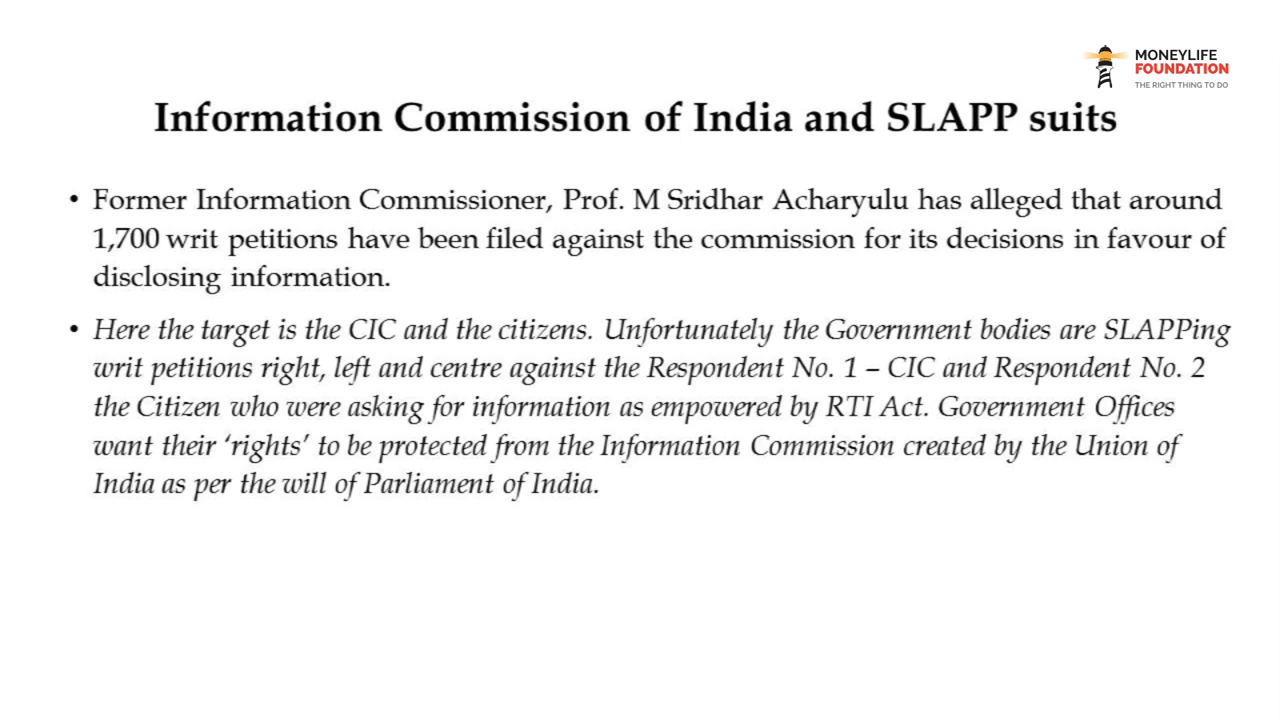 MONEYLIFE
FOUNDATION
THE RIGHT THING TO DO
Information Commission of India and SLAPP suits
• Former Information Commissioner, Prof. M Sridhar Acharyulu has alleged that around
1,700 writ petitions have been filed against the commission for its decisions in favour of
disclosing information.
• Here the target is the CIC and the citizens. Unfortunately the Government bodies are SLAPPing
writ petitions right, left and centre against the Respondent No. 1 – CIC and Respondent No. 2
the Citizen who were asking for information as empowered by RTI Act. Government Offices
want their ‘rights’ to be protected from the Information Commission created by the Union of
India as per the will of Parliament of India.